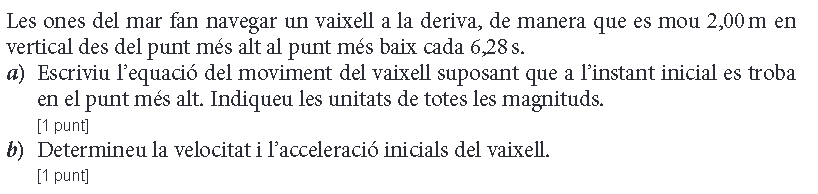 Les ones del mar fan navegar un vaixell a la deriva, de manera que es mou 2,00 m en
vertical des del punt més alt al punt més baix cada 6,28 s.
a) Escriviu l’equació del moviment del vaixell suposant que a l’instant inicial es troba
en el punt més alt. Indiqueu les unitats de totes les magnituds.
[1 punt]
b) Determineu la velocitat i l’acceleració inicials del vaixell.
[1 punt]